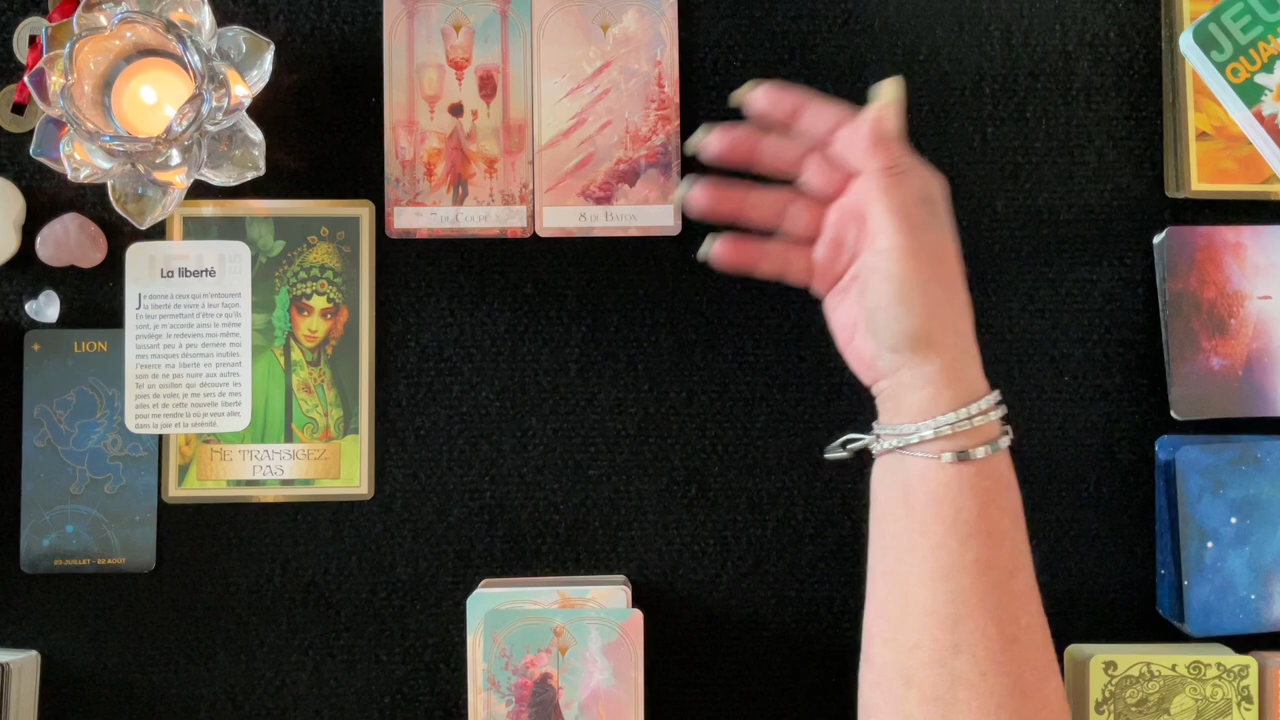 7 DE COUPE
8 DE BATON
JEU
La liberté
Je donne à ceux qui m'entourent
la liberté de vivre à leur façon.
En leur permettant d'être ce qu'ils
sont, je m'accorde ainsi le même
privilège. Je redeviens moi-même,
laissant peu à peu derrière moi
mes masques désormais inutiles.
J'exerce ma liberté en prenant
soin de ne pas nuire aux autres.
Tel un oisillon qui découvre les
joies de voler, je me sers de mes
ailes et de cette nouvelle liberté
pour me rendre là où je veux aller,
dans la joie et la sérénité.
LION
23 JUILLET - 22 AOÛT
NE TRANSIGEZ
PAS